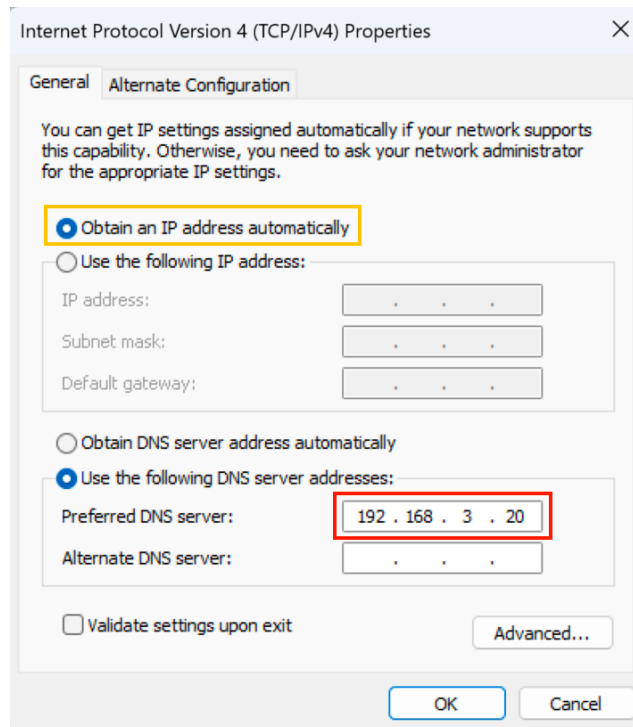 Internet Protocol Version 4 (TCP/IPv4) Properties
General
Alternate Configuration
You can get IP settings assigned automatically if your network supports
this capability. Otherwise, you need to ask your network administrator
for the appropriate IP settings.
Obtain an IP address automatically
Use the following IP address:
IP address:
Subnet mask:
Default gateway:
Obtain DNS server address automatically
Use the following DNS server addresses:
Preferred DNS server: 192 . 168 . 3 . 20
Alternate DNS server:
Validate settings upon exit
Advanced...
OK
Cancel